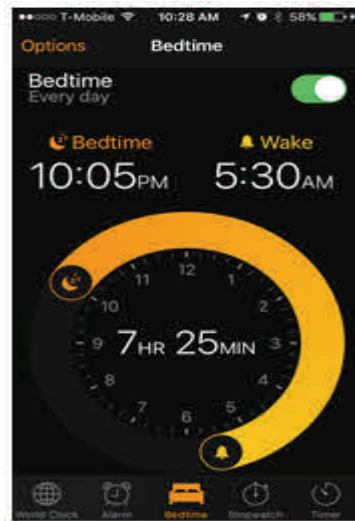 T-Mobile 10:28 AM 58%
Options Bedtime
Bedtime
Every day
Bedtime Wake
10:05PM 5:30AM
12
11 1
10 2
7HR 25MIN
9 3
8 4
7 5
6
World Clock Alarm Bedtime Stopwatch Timer